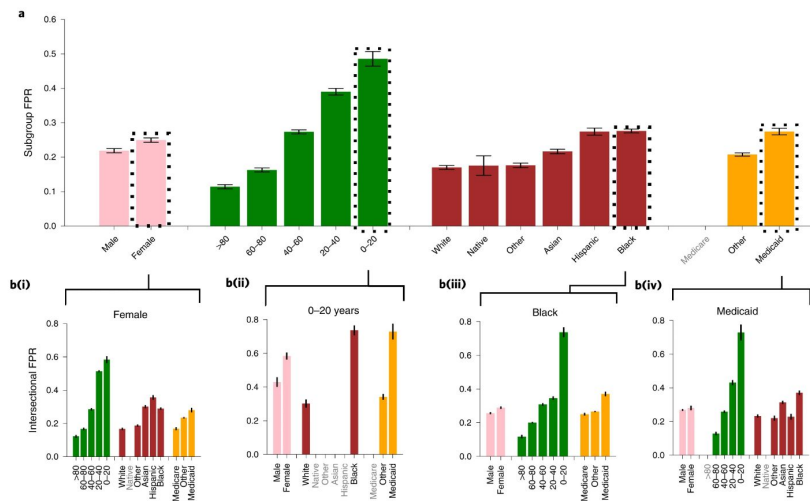 a
0.6
0.5
0.4
0.3
0.2
0.1
0
Subgroup FPR
Male
Female
>80
60–80
40–60
20–40
0–20
White
Native
Other
Asian
Hispanic
Black
Medicare
Other
Medicaid
b(i)
Female
0.8
0.6
0.4
0.2
0
Intersectional FPR
>80
60–80
40–60
20–40
0–20
White
Native
Other
Asian
Hispanic
Black
Medicare
Other
Medicaid
b(ii)
0–20 years
0.8
0.6
0.4
0.2
0
Male
Female
White
Native
Other
Asian
Hispanic
Black
Medicare
Other
Medicaid
b(iii)
Black
0.8
0.6
0.4
0.2
0
Male
Female
>80
60–80
40–60
20–40
0–20
Medicare
Other
Medicaid
b(iv)
Medicaid
0.8
0.6
0.4
0.2
0
Male
Female
>80
60–80
40–60
20–40
0–20
White
Native
Other
Asian
Hispanic
Black